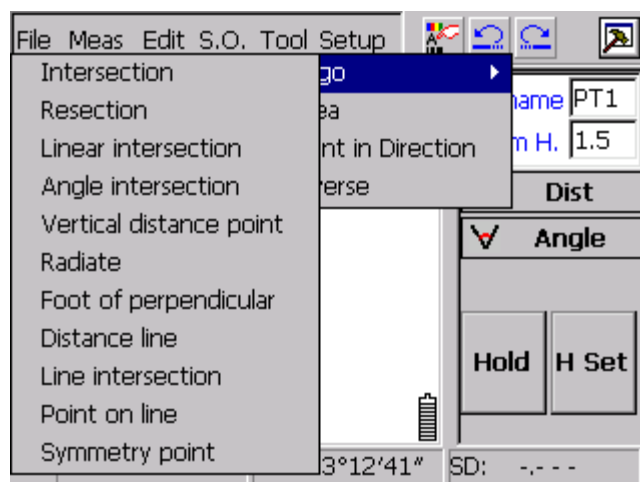 File Meas Edit S.O. Tool Setup
Intersection
Resection
Linear intersection
Angle intersection
Vertical distance point
Radiate
Foot of perpendicular
Distance line
Line intersection
Point on line
Symmetry point
go
ea
nt in Direction
verse
name PT1
m H. 1.5
Dist
Angle
Hold H Set
3°12'41" SD: -.- - -